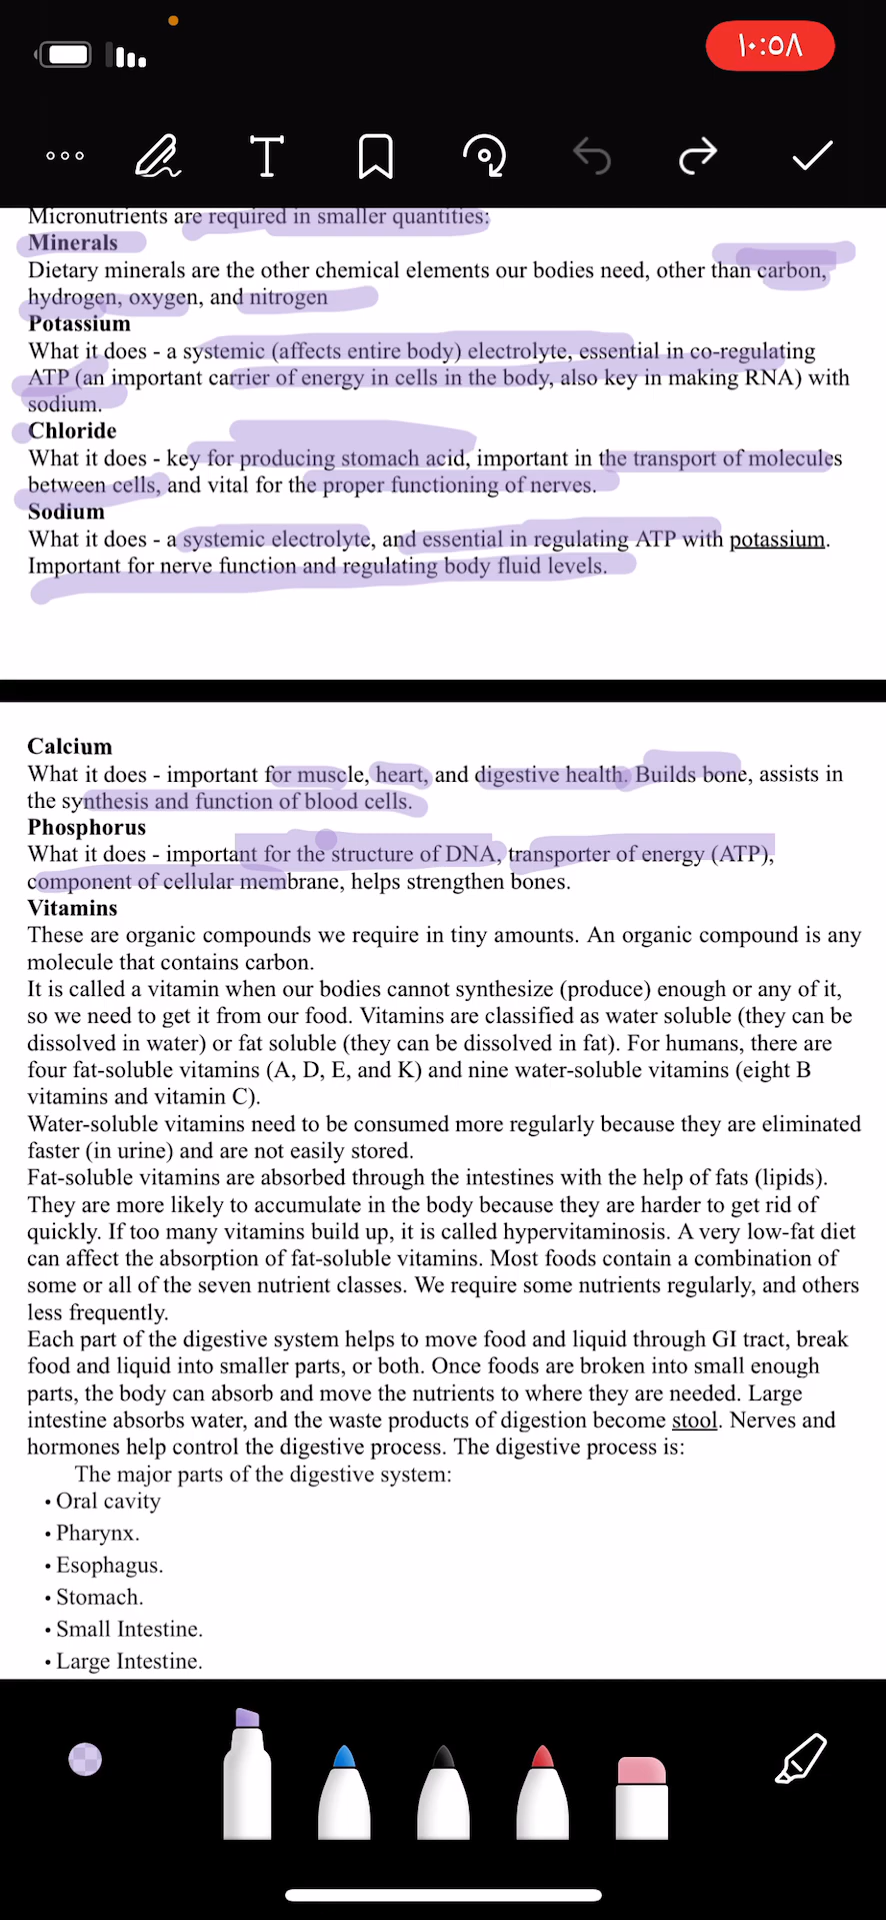 ١٠:٥٨
T
Micronutrients are required in smaller quantities:
Minerals
Dietary minerals are the other chemical elements our bodies need, other than carbon,
hydrogen, oxygen, and nitrogen
Potassium
What it does - a systemic (affects entire body) electrolyte, essential in co-regulating
ATP (an important carrier of energy in cells in the body, also key in making RNA) with
sodium.
Chloride
What it does - key for producing stomach acid, important in the transport of molecules
between cells, and vital for the proper functioning of nerves.
Sodium
What it does - a systemic electrolyte, and essential in regulating ATP with potassium.
Important for nerve function and regulating body fluid levels.
Calcium
What it does - important for muscle, heart, and digestive health. Builds bone, assists in
the synthesis and function of blood cells.
Phosphorus
What it does - important for the structure of DNA, transporter of energy (ATP),
component of cellular membrane, helps strengthen bones.
Vitamins
These are organic compounds we require in tiny amounts. An organic compound is any
molecule that contains carbon.
It is called a vitamin when our bodies cannot synthesize (produce) enough or any of it,
so we need to get it from our food. Vitamins are classified as water soluble (they can be
dissolved in water) or fat soluble (they can be dissolved in fat). For humans, there are
four fat-soluble vitamins (A, D, E, and K) and nine water-soluble vitamins (eight B
vitamins and vitamin C).
Water-soluble vitamins need to be consumed more regularly because they are eliminated
faster (in urine) and are not easily stored.
Fat-soluble vitamins are absorbed through the intestines with the help of fats (lipids).
They are more likely to accumulate in the body because they are harder to get rid of
quickly. If too many vitamins build up, it is called hypervitaminosis. A very low-fat diet
can affect the absorption of fat-soluble vitamins. Most foods contain a combination of
some or all of the seven nutrient classes. We require some nutrients regularly, and others
less frequently.
Each part of the digestive system helps to move food and liquid through GI tract, break
food and liquid into smaller parts, or both. Once foods are broken into small enough
parts, the body can absorb and move the nutrients to where they are needed. Large
intestine absorbs water, and the waste products of digestion become stool. Nerves and
hormones help control the digestive process. The digestive process is:
The major parts of the digestive system:
• Oral cavity
• Pharynx.
• Esophagus.
• Stomach.
• Small Intestine.
• Large Intestine.